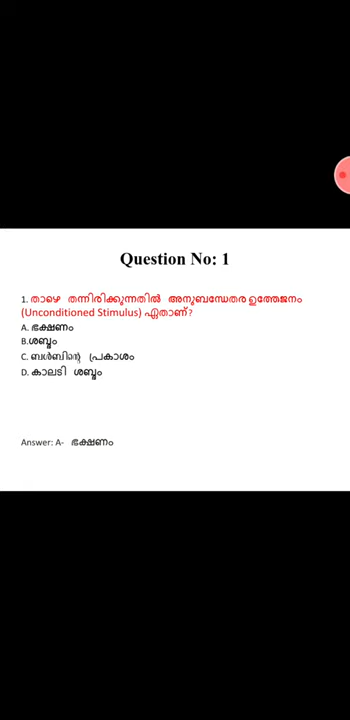 Question No: 1
1. താഴെ തന്നിരിക്കുന്നതിൽ അനുബന്ധേതര ഉത്തേജനം
(Unconditioned Stimulus) ഏതാണ്?
A. ഭക്ഷണം
B.ശബ്ദം
C. ബൾബിന്റെ പ്രകാശം
D. കാലടി ശബ്ദം
Answer: A- ഭക്ഷണം